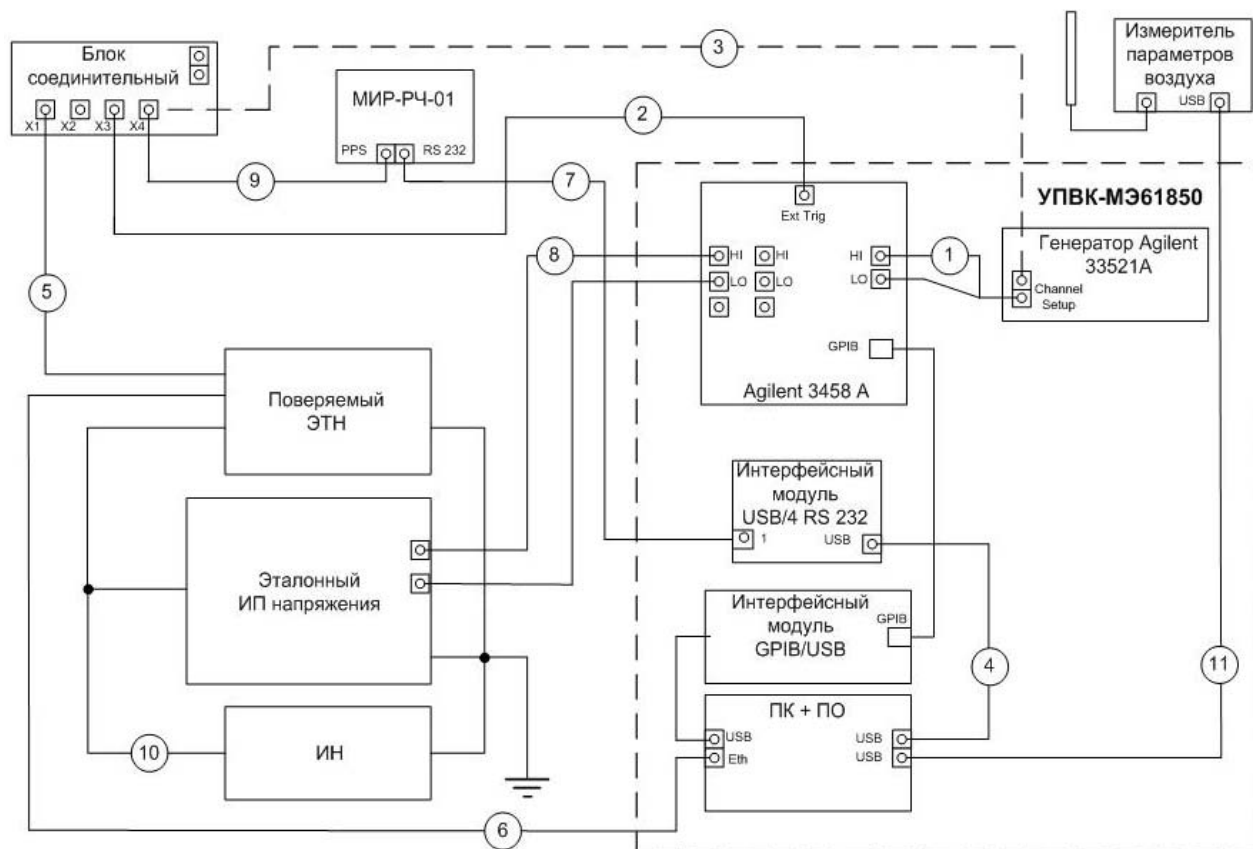 Блок
соединительный
X1
X2
X3
X4
МИР-РЧ-01
PPS
RS 232
3
2
9
7
Измеритель
параметров
воздуха
USB
УПВК-МЭ61850
Ext Trig
HI
HI
HI
LO
LO
LO
GPIB
Agilent 3458 A
8
1
Генератор Agilent
33521A
Channel
Setup
5
Поверяемый
ЭТН
Эталонный
ИП напряжения
ИН
10
6
Интерфейсный
модуль
USB/4 RS 232
1
USB
Интерфейсный
модуль
GPIB/USB
GPIB
4
11
ПК + ПО
USB
USB
Eth
USB